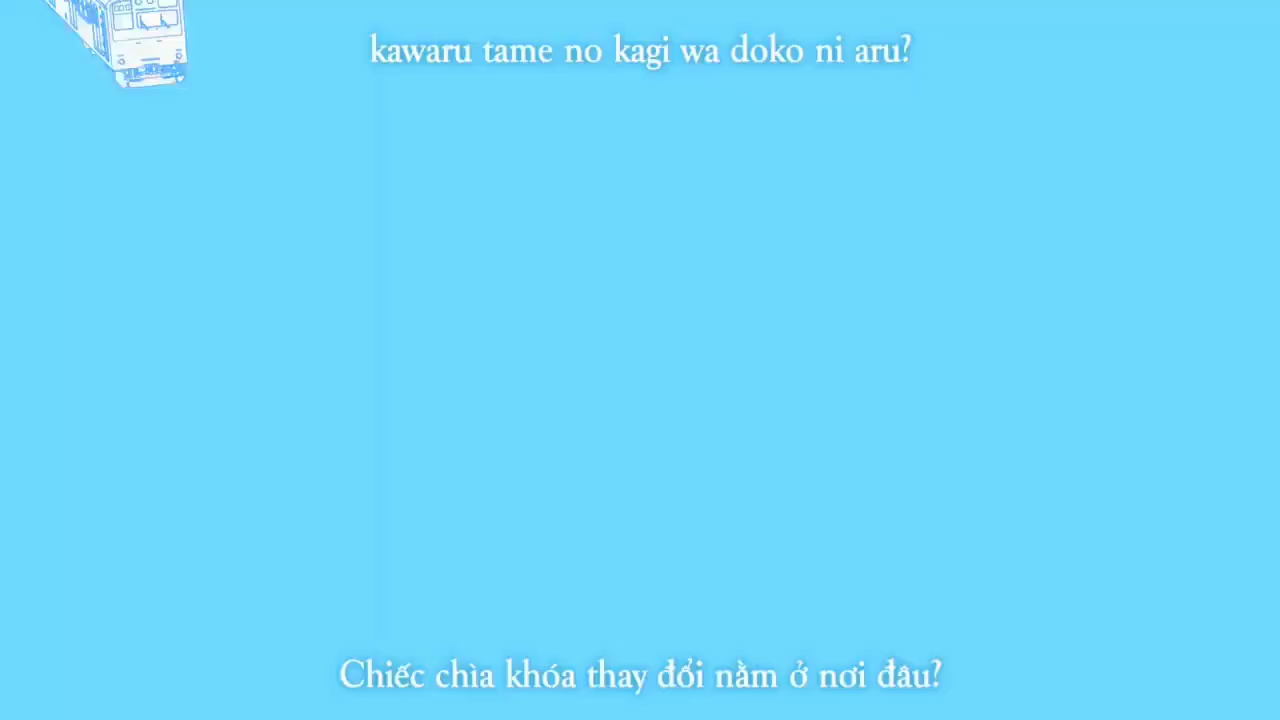 kawaru tame no kagi wa doko ni aru?
Chiếc chìa khóa thay đổi nằm ở nơi đâu?